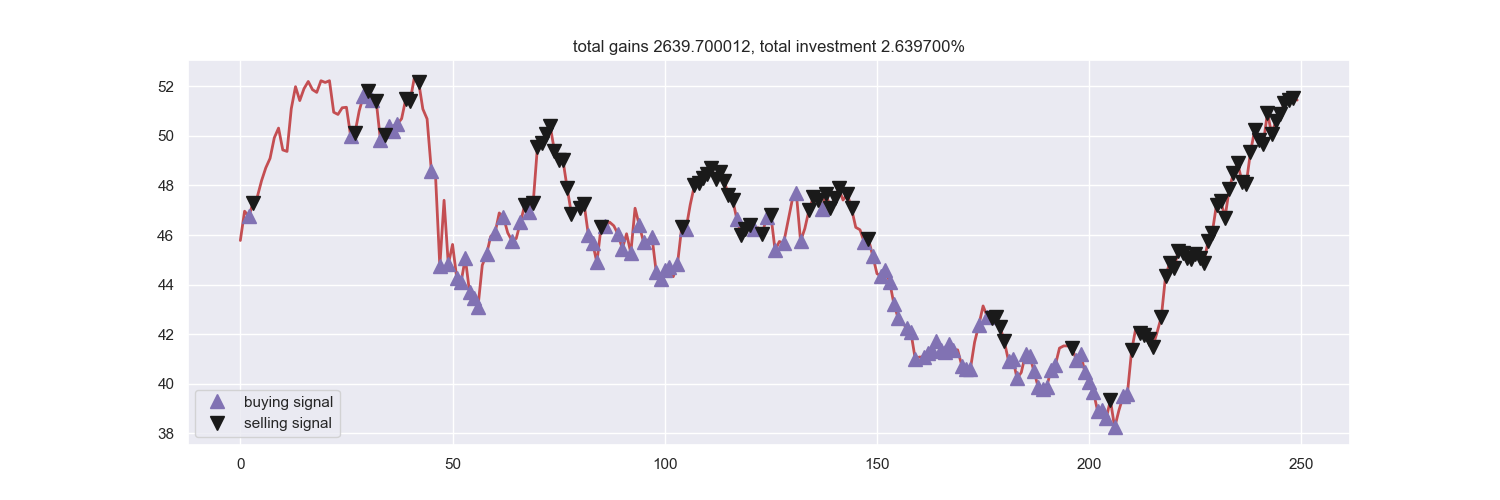 total gains 2639.700012, total investment 2.639700%
52
50
48
46
44
42
40
38
buying signal
selling signal
0 50 100 150 200 250